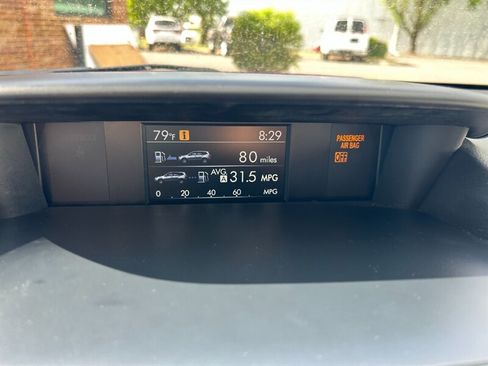 79°F i 8:29
80 miles
AVG A 31.5 MPG
0 20 40 60 MPG
PASSENGER
AIR BAG
OFF